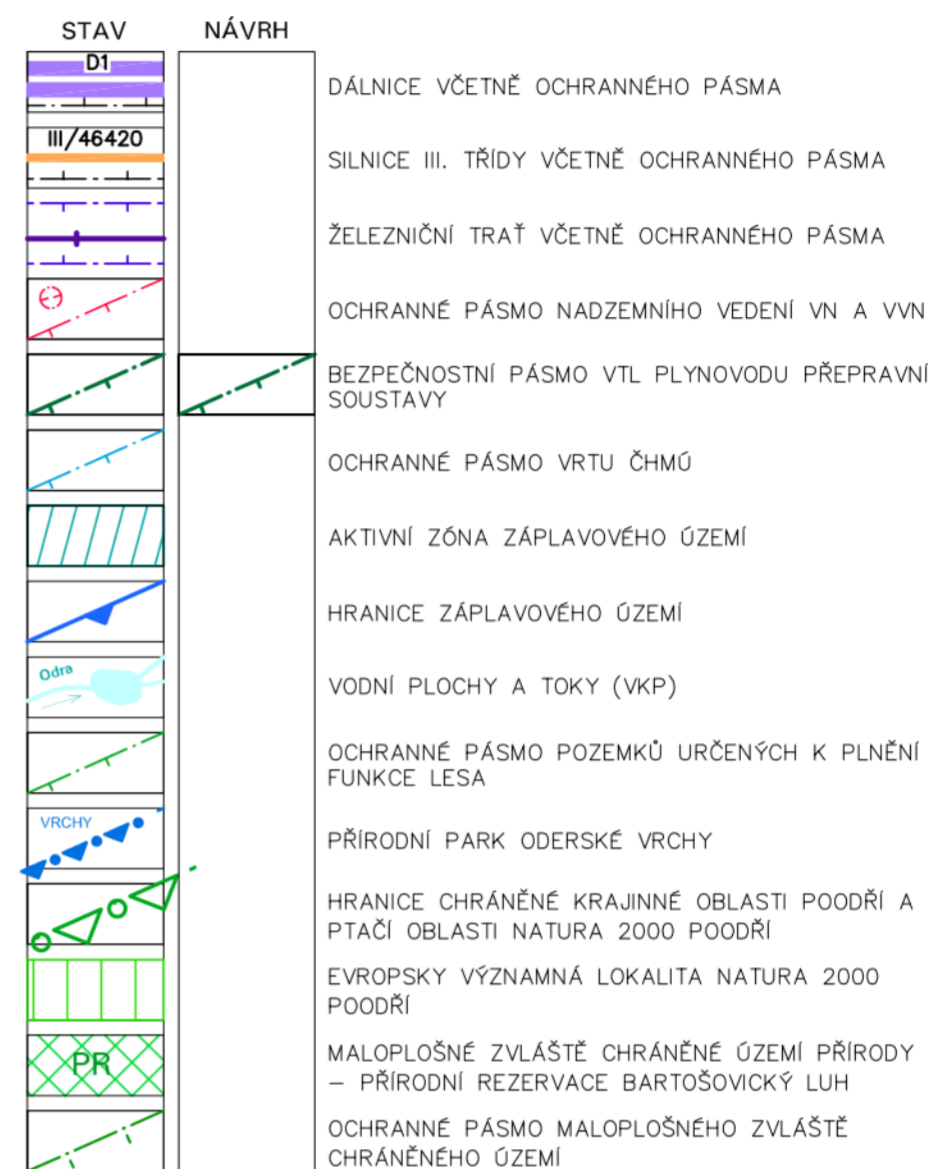 STAV NÁVRH
D1
DÁLNICE VČETNĚ OCHRANNÉHO PÁSMA
III/46420
SILNICE III. TŘÍDY VČETNĚ OCHRANNÉHO PÁSMA
ŽELEZNIČNÍ TRAŤ VČETNĚ OCHRANNÉHO PÁSMA
OCHRANNÉ PÁSMO NADZEMNÍHO VEDENÍ VN A VVN
BEZPEČNOSTNÍ PÁSMO VTL PLYNOVODU PŘEPRAVNÍ
SOUSTAVY
OCHRANNÉ PÁSMO VRTU ČHMÚ
AKTIVNÍ ZÓNA ZÁPLAVOVÉHO ÚZEMÍ
HRANICE ZÁPLAVOVÉHO ÚZEMÍ
Odra
VODNÍ PLOCHY A TOKY (VKP)
OCHRANNÉ PÁSMO POZEMKŮ URČENÝCH K PLNĚNÍ
FUNKCE LESA
VRCHY
PŘÍRODNÍ PARK ODERSKÉ VRCHY
HRANICE CHRÁNĚNÉ KRAJINNÉ OBLASTI POODŘÍ A
PTAČÍ OBLASTI NATURA 2000 POODŘÍ
EVROPSKY VÝZNAMNÁ LOKALITA NATURA 2000
POODŘÍ
PR
MALOPLOŠNÉ ZVLÁŠTĚ CHRÁNĚNÉ ÚZEMÍ PŘÍRODY
– PŘÍRODNÍ REZERVACE BARTOŠOVICKÝ LUH
OCHRANNÉ PÁSMO MALOPLOŠNÉHO ZVLÁŠTĚ
CHRÁNĚNÉHO ÚZEMÍ